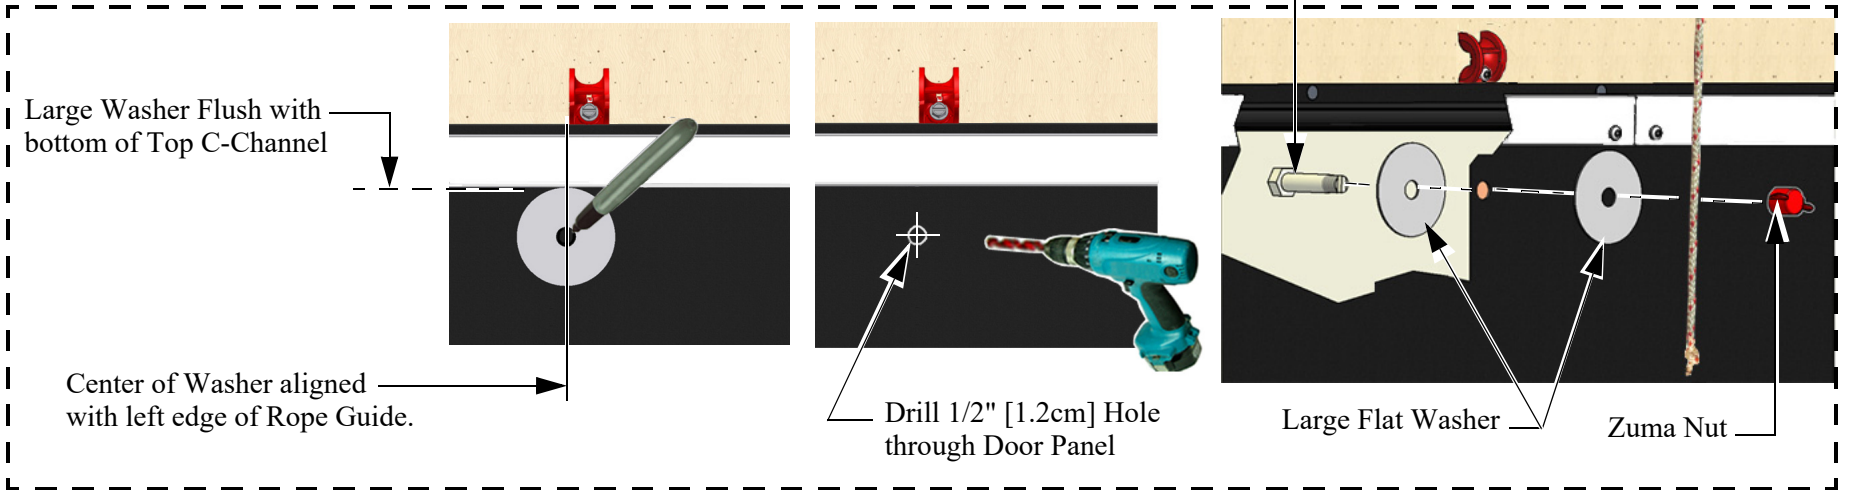 Large Washer Flush with
bottom of Top C-Channel
Center of Washer aligned
with left edge of Rope Guide.
Drill 1/2" [1.2cm] Hole
through Door Panel
Large Flat Washer
Zuma Nut